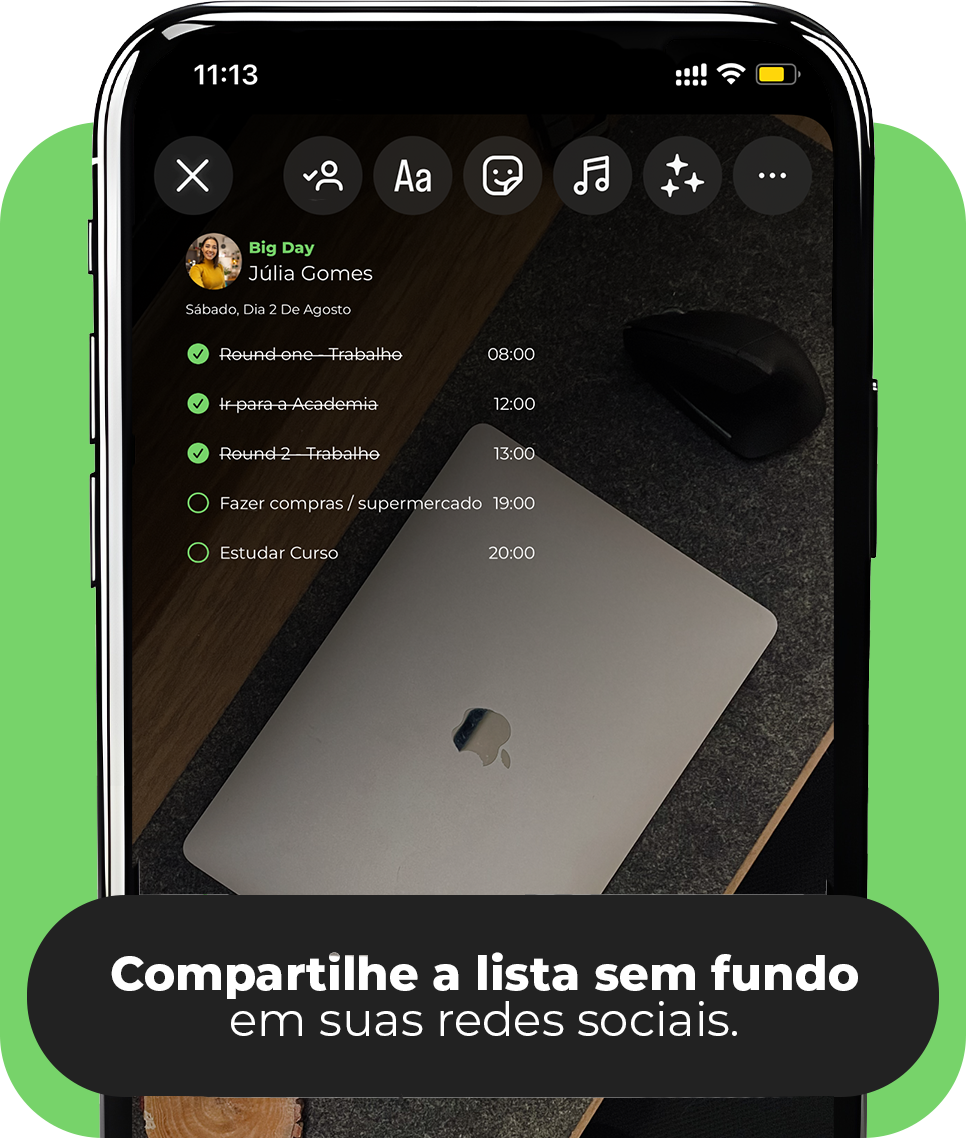 11:13
Aa
Big Day
Júlia Gomes
Sábado, Dia 2 De Agosto
Round one - Trabalho 08:00
Ir para a Academia 12:00
Round 2 - Trabalho 13:00
Fazer compras / supermercado 19:00
Estudar Curso 20:00
Compartilhe a lista sem fundo
em suas redes sociais.